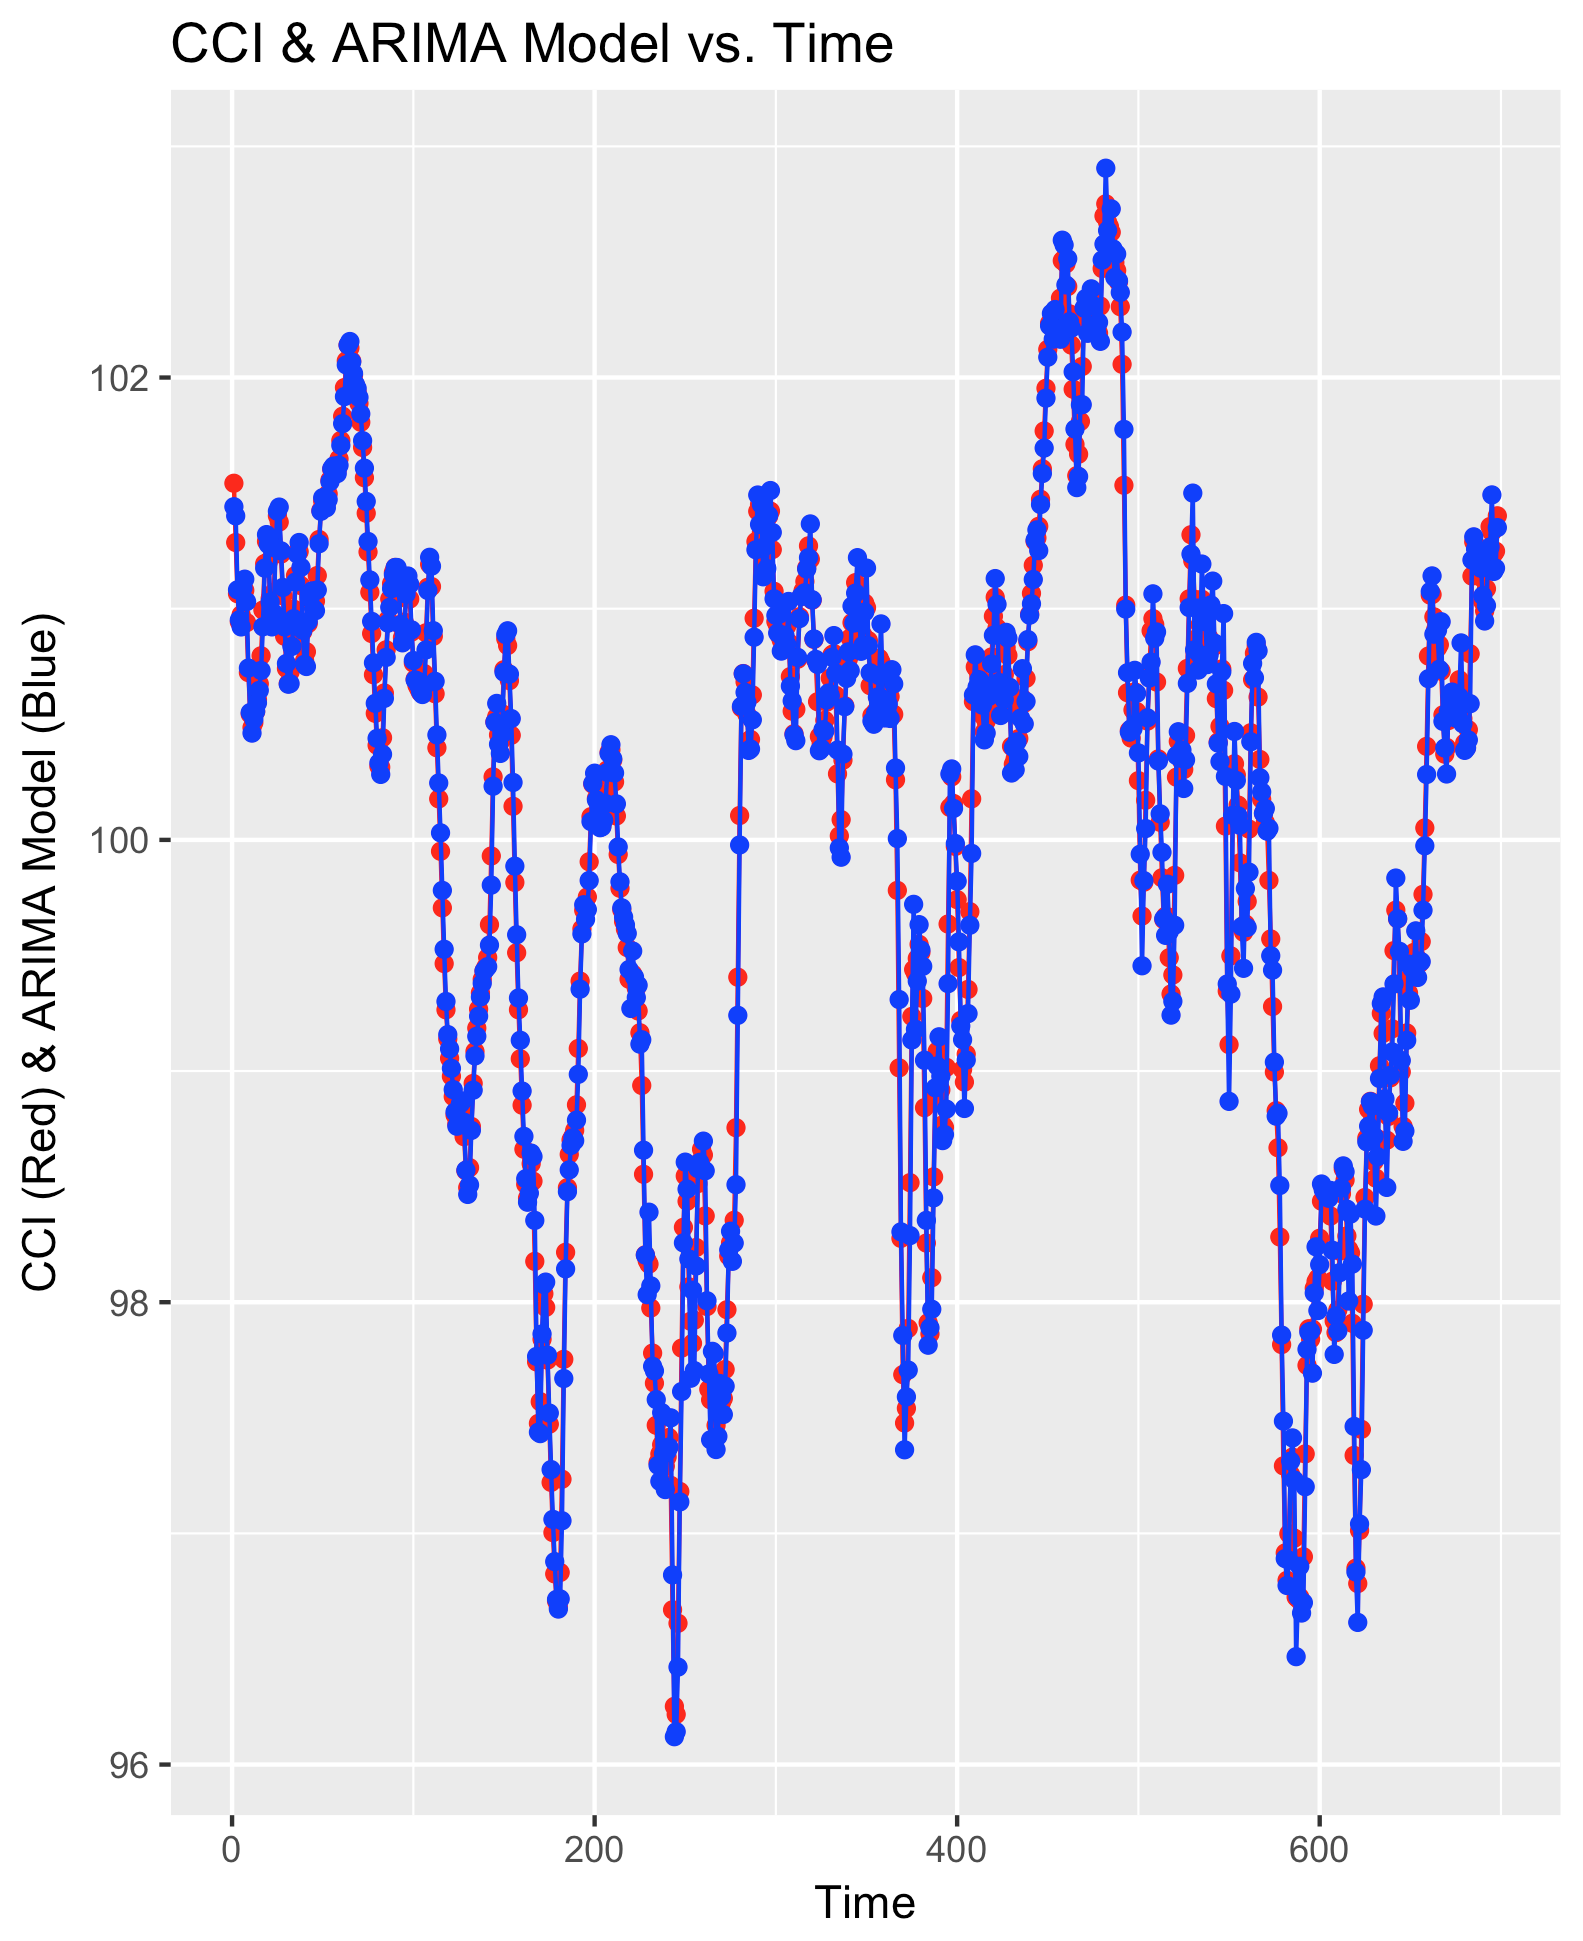 CCI & ARIMA Model vs. Time
CCI (Red) & ARIMA Model (Blue)
102
100
98
96
0 200 400 600
Time